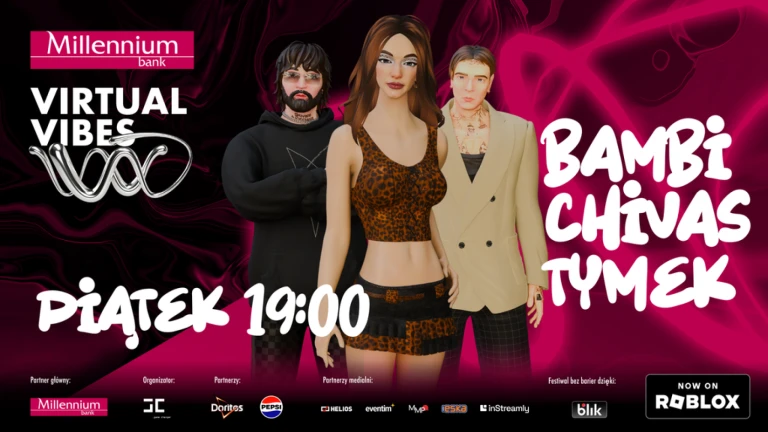 Millennium
bank
VIRTUAL
VIBES
BAMBI
CHIVAS
TYMEK
PIĄTEK 19:00
Partner główny:
Organizator:
Partnerzy:
Partnerzy medialni:
Festiwal bez barier dzięki:
Millennium
bank
Doritos
pepsi
HELIOS
eventim
eska
inStreamly
blik
NOW ON
ROBLOX